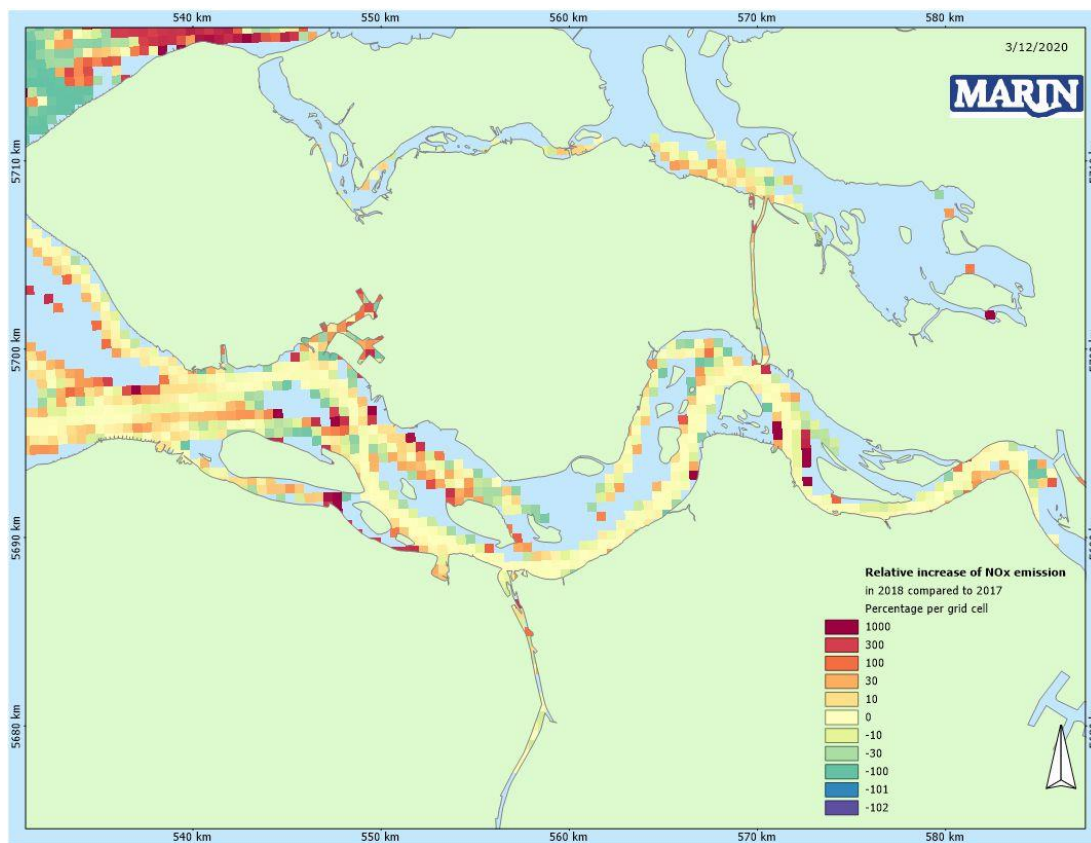 540 km
550 km
560 km
570 km
580 km
3/12/2020
MARIN
5710 km
5700 km
5690 km
5680 km
Relative increase of NOx emission
in 2018 compared to 2017
Percentage per grid cell
1000
300
100
30
10
0
-10
-30
-100
-101
-102
540 km
550 km
560 km
570 km
580 km